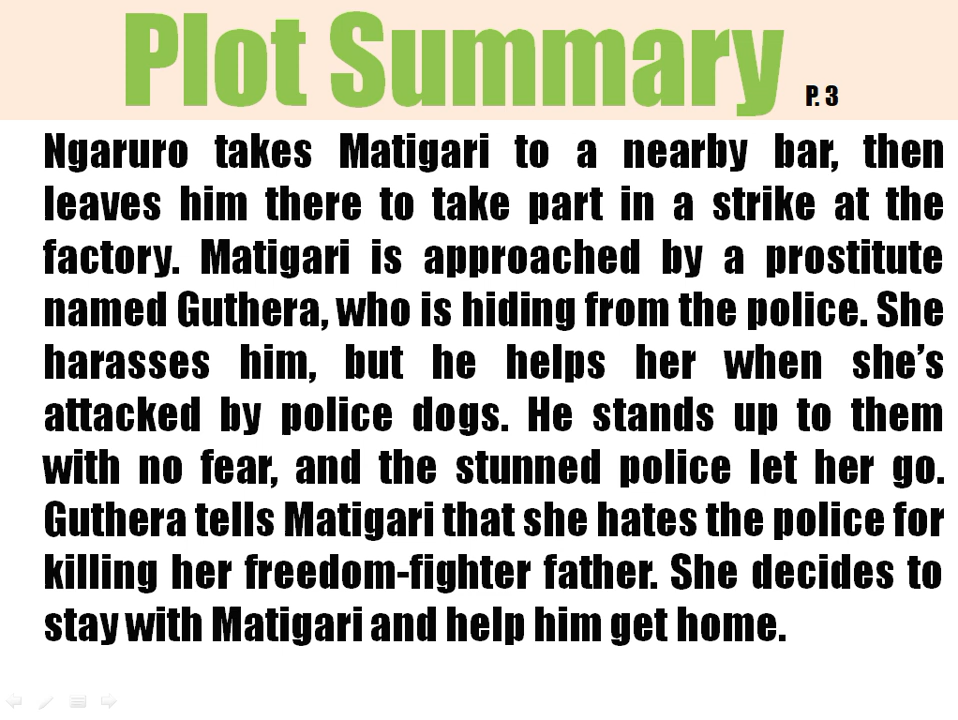 Plot Summary P. 3
Ngaruro takes Matigari to a nearby bar, then
leaves him there to take part in a strike at the
factory. Matigari is approached by a prostitute
named Guthera, who is hiding from the police. She
harasses him, but he helps her when she’s
attacked by police dogs. He stands up to them
with no fear, and the stunned police let her go.
Guthera tells Matigari that she hates the police for
killing her freedom-fighter father. She decides to
stay with Matigari and help him get home.